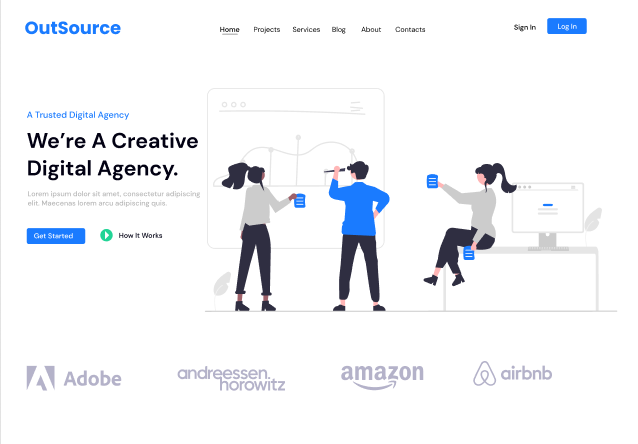 OutSource
Home Projects Services Blog About Contacts Sign In Log In
A Trusted Digital Agency
We’re A Creative
Digital Agency.
Lorem ipsum dolor sit amet, consectetur adipiscing
elit. Maecenas lorem arcu adipiscing quis.
Get Started How It Works
Adobe andreessen. horowitz amazon airbnb